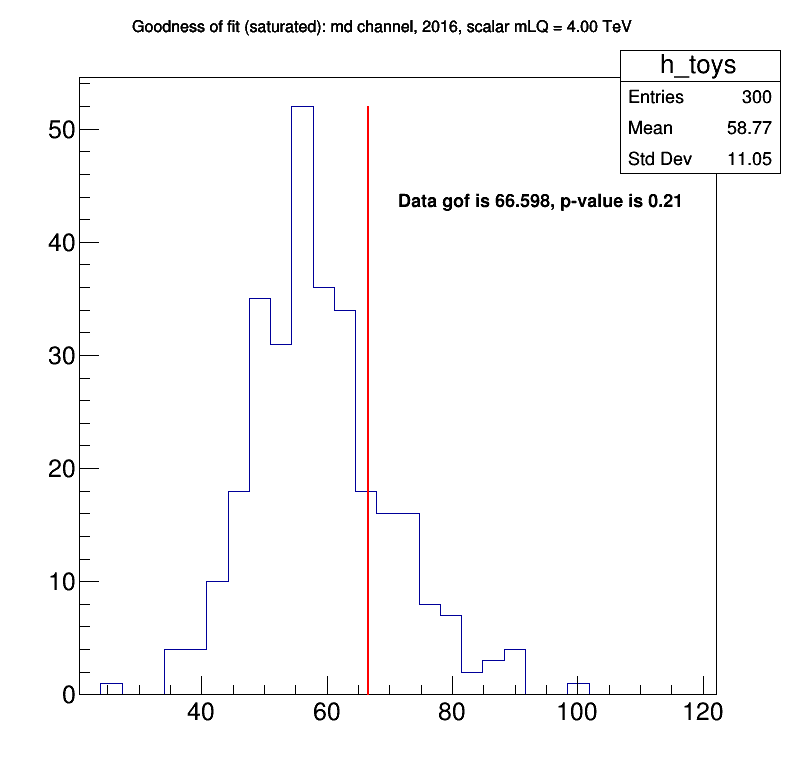 Goodness of fit (saturated): md channel, 2016, scalar mLQ = 4.00 TeV
h_toys
Entries 300
Mean 58.77
Std Dev 11.05
Data gof is 66.598, p-value is 0.21
50
40
30
20
10
0
40 60 80 100 120